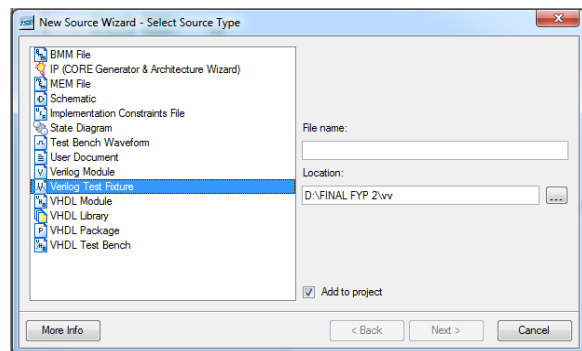 New Source Wizard - Select Source Type
BMM File
IP (CORE Generator & Architecture Wizard)
MEM File
Schematic
Implementation Constraints File
State Diagram
Test Bench Waveform
User Document
Verilog Module
Verilog Test Fixture
VHDL Module
VHDL Library
VHDL Package
VHDL Test Bench
File name:
Location:
D:\FINAL FYP 2\vv
...
Add to project
More Info
< Back
Next >
Cancel